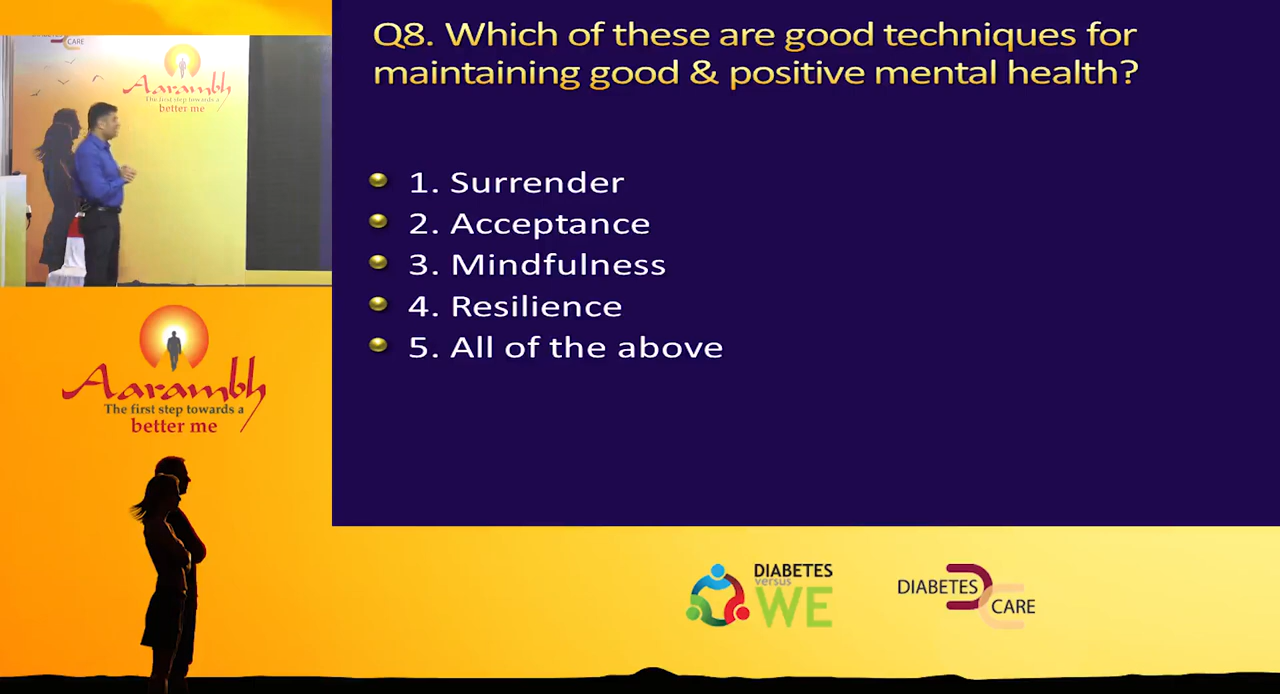 CARE
Aarambh
The first step towards a
better me
Q8. Which of these are good techniques for
maintaining good & positive mental health?
1. Surrender
2. Acceptance
3. Mindfulness
4. Resilience
5. All of the above
Aarambh
The first step towards a
better me
DIABETES
versus
WE
DIABETES
CARE